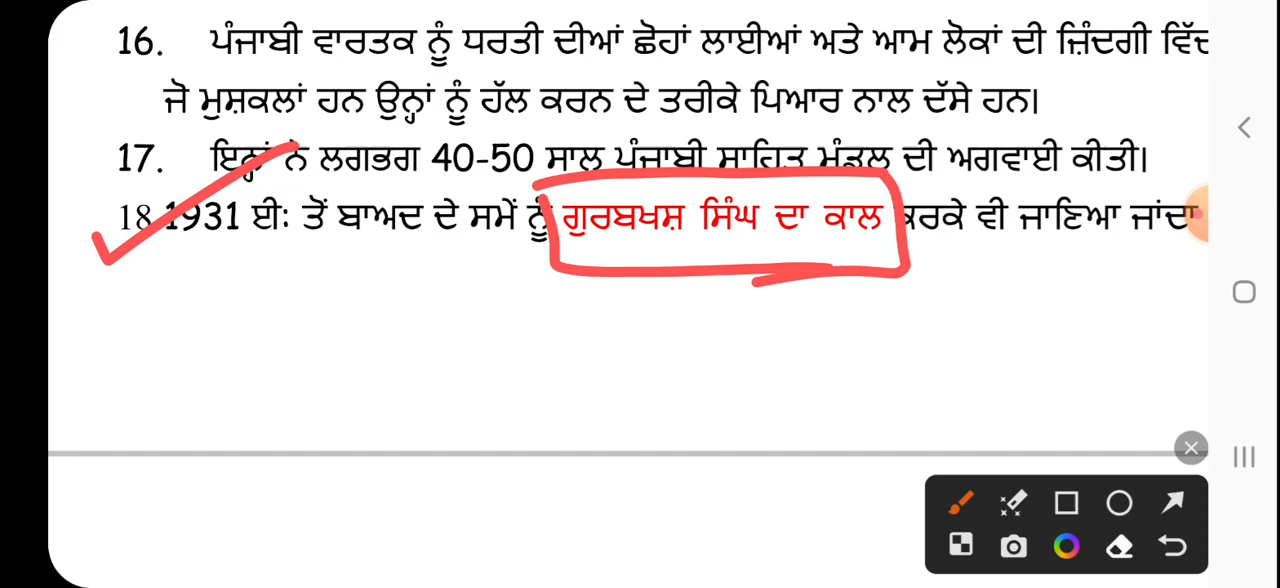 16. ਪੰਜਾਬੀ ਵਾਰਤਕ ਨੂੰ ਧਰਤੀ ਦੀਆਂ ਛੋਹਾਂ ਲਾਈਆਂ ਅਤੇ ਆਮ ਲੋਕਾਂ ਦੀ ਜ਼ਿੰਦਗੀ
ਜੋ ਮੁਸ਼ਕਲਾਂ ਹਨ ਉਨ੍ਹਾਂ ਨੂੰ ਹੱਲ ਕਰਨ ਦੇ ਤਰੀਕੇ ਪਿਆਰ ਨਾਲ ਦੱਸੇ ਹਨ।
17. ਇਨ੍ਹਾਂ ਨੇ ਲਗਭਗ 40-50 ਸਾਲ ਪੰਜਾਬੀ ਸਾਹਿਤ ਮੰਡਲ ਦੀ ਅਗਵਾਈ ਕੀਤੀ।
18 1931 ਈ: ਤੋਂ ਬਾਅਦ ਦੇ ਸਮੇਂ ਨੂੰ ਗੁਰਬਖਸ਼ ਸਿੰਘ ਦਾ ਕਾਲ ਕਰਕੇ ਵੀ ਜਾਣਿਆ ਜਾਂਦਾ